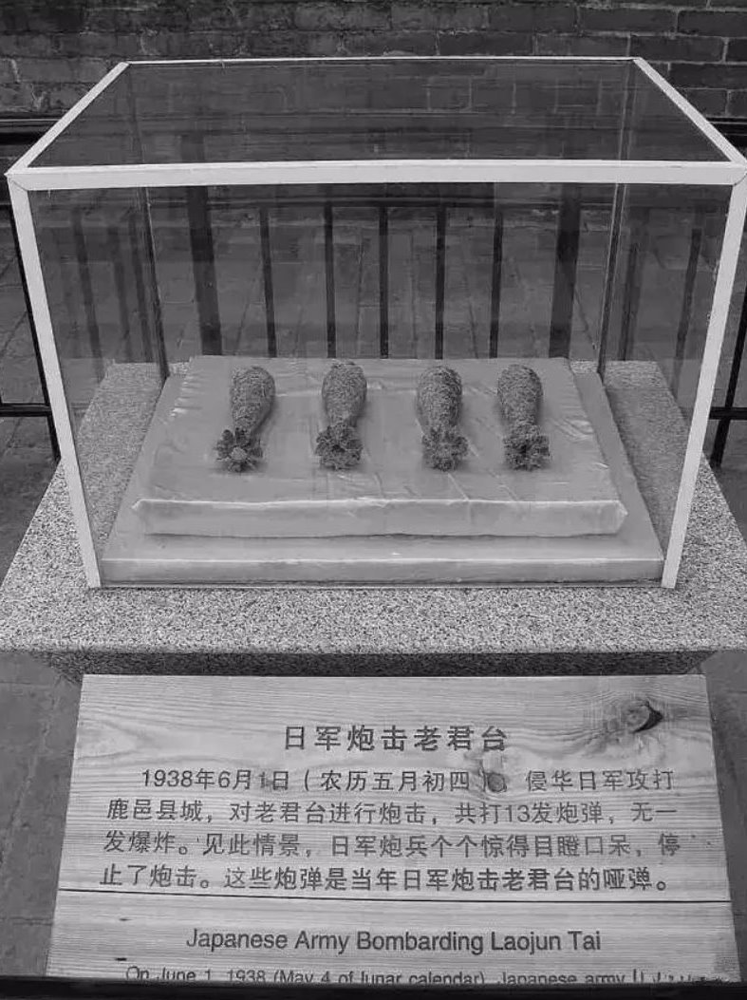 日军炮击老君台
1938年6月1日（农历五月初四），侵华日军攻打
鹿邑县城，对老君台进行炮击，共打13发炮弹，无一
发爆炸。见此情景，日军炮兵个个惊得目瞪口呆，停
止了炮击。这些炮弹是当年日军炮击老君台的哑弹。
Japanese Army Bombarding Laojun Tai
On June 1, 1938 (May 4 of lunar calendar), Japanese army